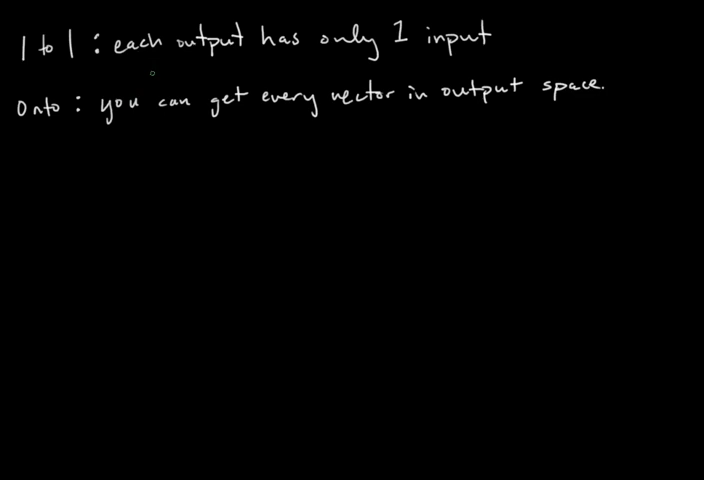 1 to 1 : each output has only 1 input
Onto : you can get every vector in output space.